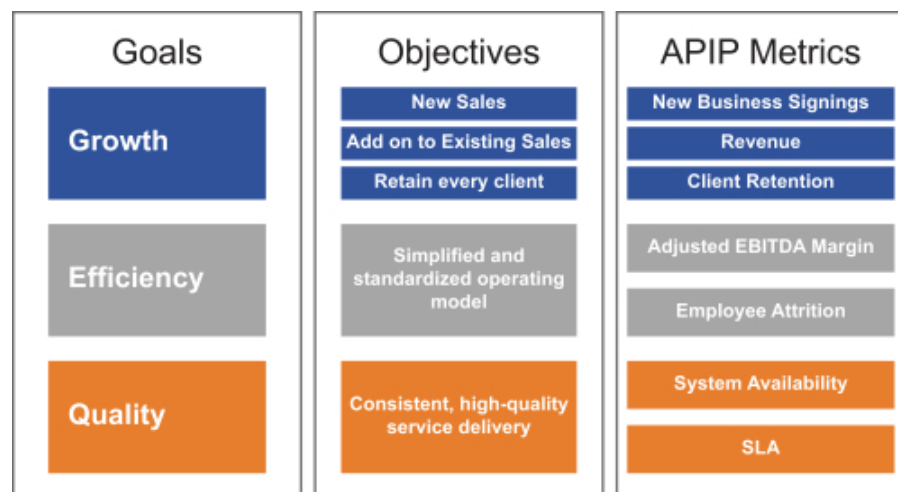 Goals
Growth
Efficiency
Quality
Objectives
New Sales
Add on to Existing Sales
Retain every client
Simplified and
standardized operating
model
Consistent, high-quality
service delivery
APIP Metrics
New Business Signings
Revenue
Client Retention
Adjusted EBITDA Margin
Employee Attrition
System Availability
SLA